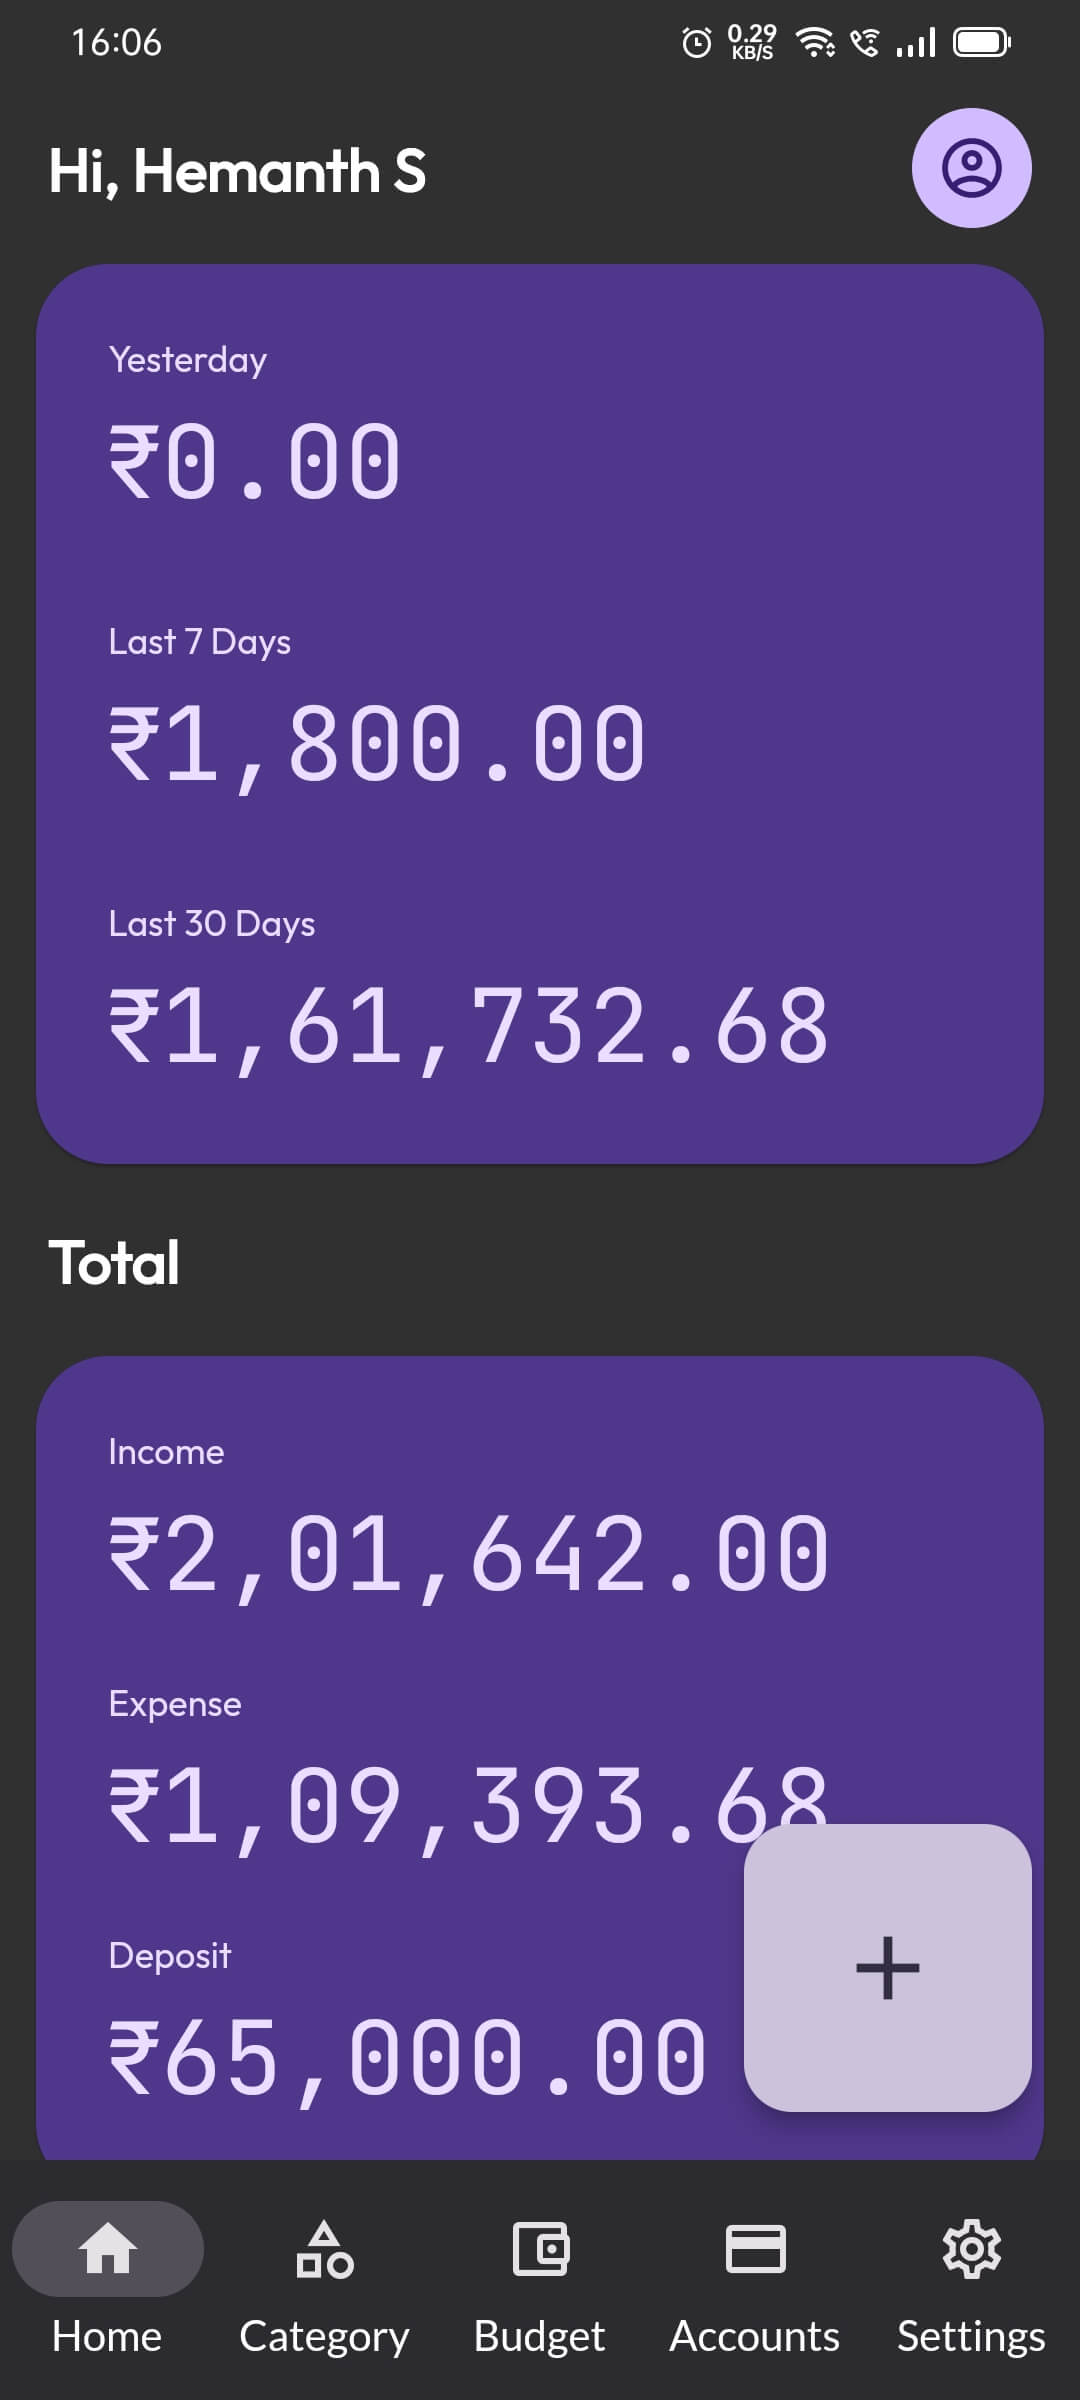 16:06
0.29
KB/S
Hi, Hemanth S
Yesterday
₹0.00
Last 7 Days
₹1,800.00
Last 30 Days
₹1,61,732.68
Total
Income
₹2,01,642.00
Expense
₹1,09,393.68
Deposit
₹65,000.00
Home
Category
Budget
Accounts
Settings